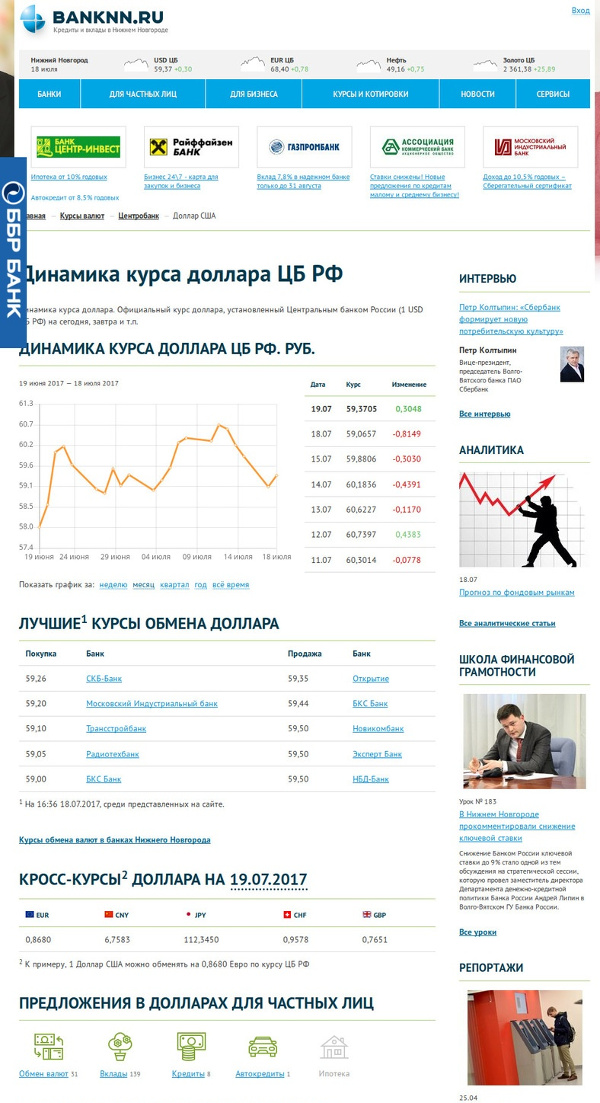 BANKNN.RU
Кредиты и вклады в Нижнем Новгороде
Вход
Нижний Новгород
18 июля
USD ЦБ
59,37 +0,30
EUR ЦБ
68,40 +0,78
Нефть
49,16 +0,73
Золото ЦБ
2 361,38 +25,89
БАНКИ
ДЛЯ ЧАСТНЫХ ЛИЦ
ДЛЯ БИЗНЕСА
КУРСЫ И КОТИРОВКИ
НОВОСТИ
СЕРВИСЫ
БАНК
ЦЕНТР-ИНВЕСТ
Райффайзен
БАНК
ГАЗПРОМБАНК
АССОЦИАЦИЯ
КОММЕРЧЕСКИЙ БАНК
АКЦИОНЕРНОЕ ОБЩЕСТВО
МОСКОВСКИЙ
ИНДУСТРИАЛЬНЫЙ
БАНК
Ипотека от 10% годовых
Автокредит от 8,5% годовых
Бизнес 24\7 - карта для
закупок и бизнеса
Вклад 7,8% в надежном банке
только до 31 августа
Ставки снижены! Новые
предложения по кредитам
малому и среднему бизнесу!
Доход до 10,5% годовых –
Сберегательный сертификат
ББР БАНК
авная — Курсы валют — Центробанк — Доллар США
Динамика курса доллара ЦБ РФ
инамика курса доллара. Официальный курс доллара, установленный Центральным банком России (1 USD
Б РФ) на сегодня, завтра и т.п.
ДИНАМИКА КУРСА ДОЛЛАРА ЦБ РФ. РУБ.
19 июня 2017 — 18 июля 2017
61.3
60.7
60.2
59.6
59.1
58.5
58.0
57.4
19 июня 24 июня 29 июня 04 июля 09 июля 14 июля 18 июля
Дата Курс Изменение
19.07 59,3705 0,3048
18.07 59,0657 -0,8149
15.07 59,8806 -0,3030
14.07 60,1836 -0,4391
13.07 60,6227 -0,1170
12.07 60,7397 0,4383
11.07 60,3014 -0,0778
Показать график за: неделю месяц квартал год всё время
ЛУЧШИЕ1 КУРСЫ ОБМЕНА ДОЛЛАРА
Покупка Банк Продажа Банк
59,26 СКБ-Банк 59,35 Открытие
59,20 Московский Индустриальный банк 59,44 БКС Банк
59,10 Трансстройбанк 59,50 Новикомбанк
59,05 Радиотехбанк 59,50 Эксперт Банк
59,00 БКС Банк 59,50 НБД-Банк
1 На 16:36 18.07.2017, среди представленных на сайте.
Курсы обмена валют в банках Нижнего Новгорода
КРОСС-КУРСЫ2 ДОЛЛАРА НА 19.07.2017
EUR CNY JPY CHF GBP
0,8680 6,7583 112,3450 0,9578 0,7651
2 К примеру, 1 Доллар США можно обменять на 0,8680 Евро по курсу ЦБ РФ
ПРЕДЛОЖЕНИЯ В ДОЛЛАРАХ ДЛЯ ЧАСТНЫХ ЛИЦ
Обмен валют 31
Вклады 139
Кредиты 8
Автокредиты 1
Ипотека
ИНТЕРВЬЮ
Петр Колтыпин: «Сбербанк
формирует новую
потребительскую культуру»
Петр Колтыпин
Вице-президент,
председатель Волго-
Вятского банка ПАО
Сбербанк
Все интервью
АНАЛИТИКА
18.07
Прогноз по фондовым рынкам
Все аналитические статьи
ШКОЛА ФИНАНСОВОЙ
ГРАМОТНОСТИ
Урок № 183
В Нижнем Новгороде
прокомментировали снижение
ключевой ставки
Снижение Банком России ключевой
ставки до 9% стало одной из тем
обсуждения на стратегической сессии,
которую провел заместитель директора
Департамента денежно-кредитной
политики Банка России Андрей Липин в
Волго-Вятском ГУ Банка России.
Все уроки
РЕПОРТАЖИ
25.04